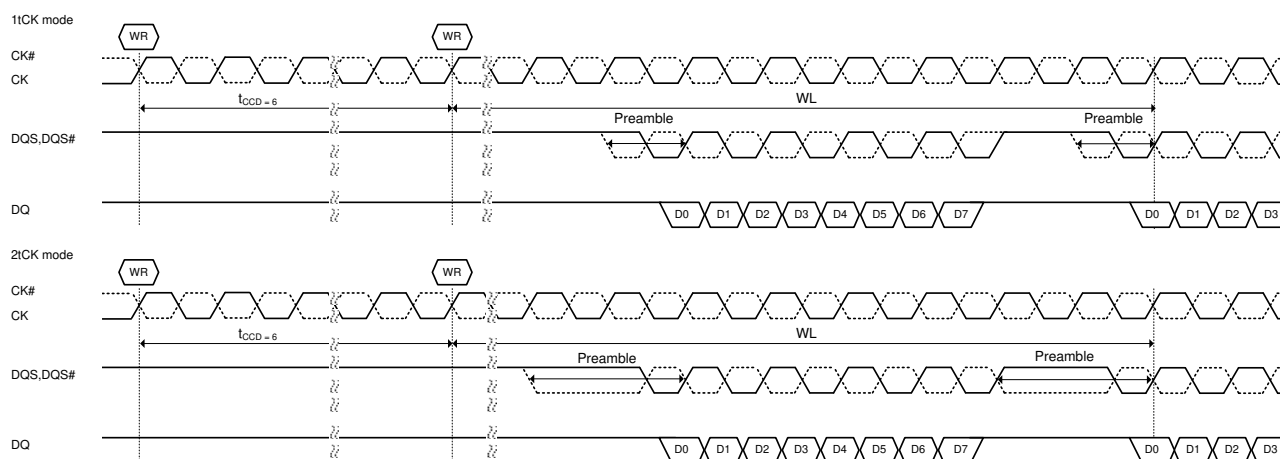 1tCK mode
WR WR
CK#
CK
tCCD = 6 WL
Preamble Preamble
DQS,DQS#
DQ D0 D1 D2 D3 D4 D5 D6 D7 D0 D1 D2 D3
2tCK mode
WR WR
CK#
CK
tCCD = 6 WL
Preamble Preamble
DQS,DQS#
DQ D0 D1 D2 D3 D4 D5 D6 D7 D0 D1 D2 D3